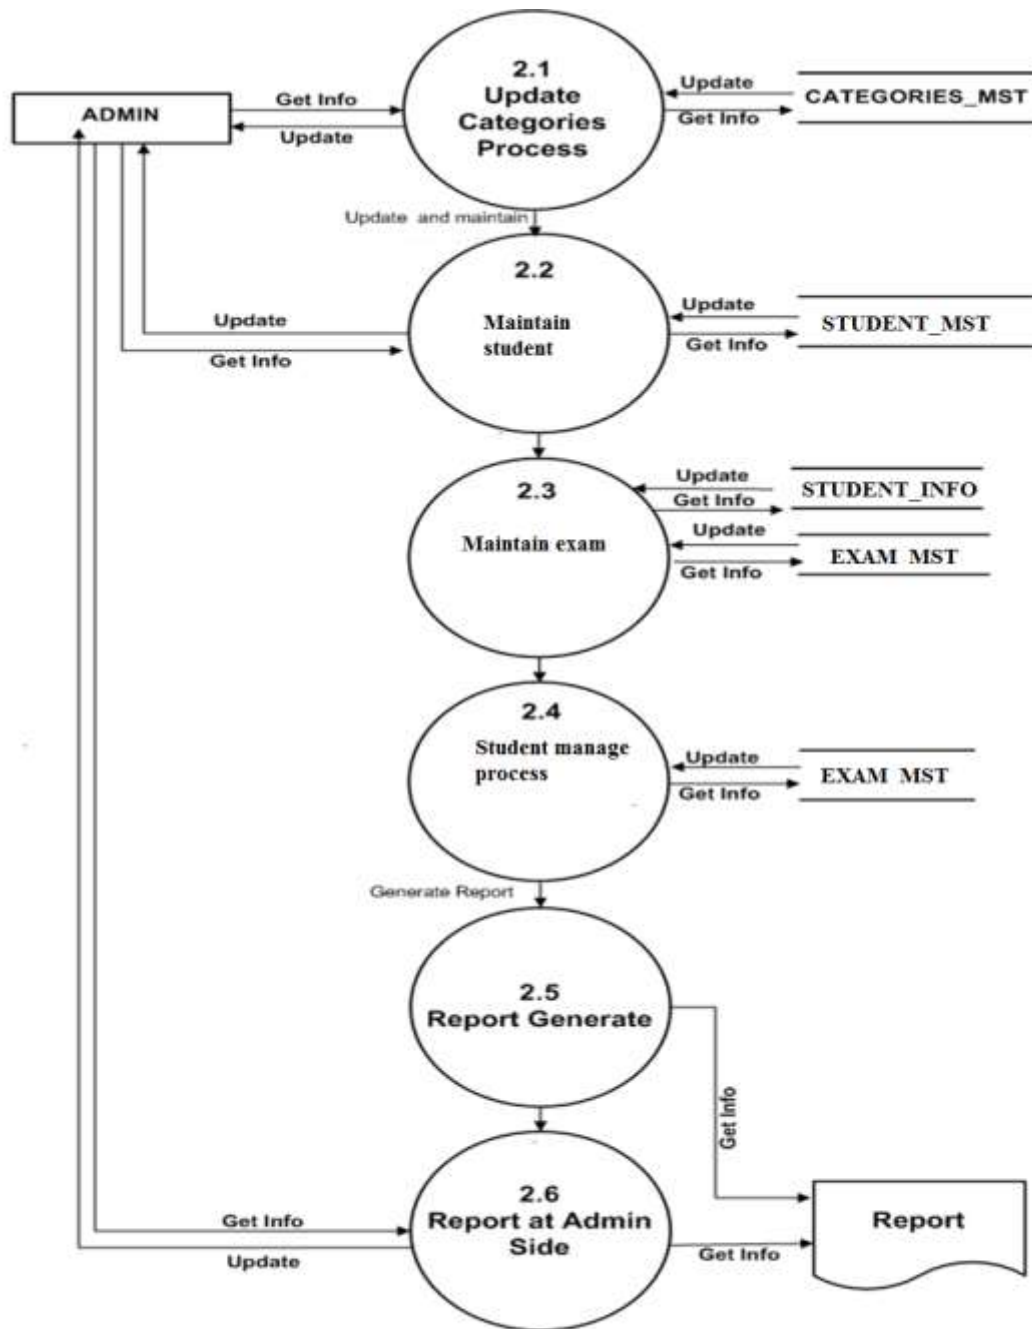 2.1
Update
Categories
Process
ADMIN
Get Info
Update
Update
CATEGORIES_MST
Get Info
Update and maintain
2.2
Maintain
student
Update
Get Info
Update
STUDENT_MST
Get Info
2.3
Maintain exam
Update
STUDENT_INFO
Get Info
Update
EXAM MST
Get Info
2.4
Student manage
process
Update
EXAM MST
Get Info
Generate Report
2.5
Report Generate
Get Info
2.6
Report at Admin
Side
Get Info
Update
Get Info
Report